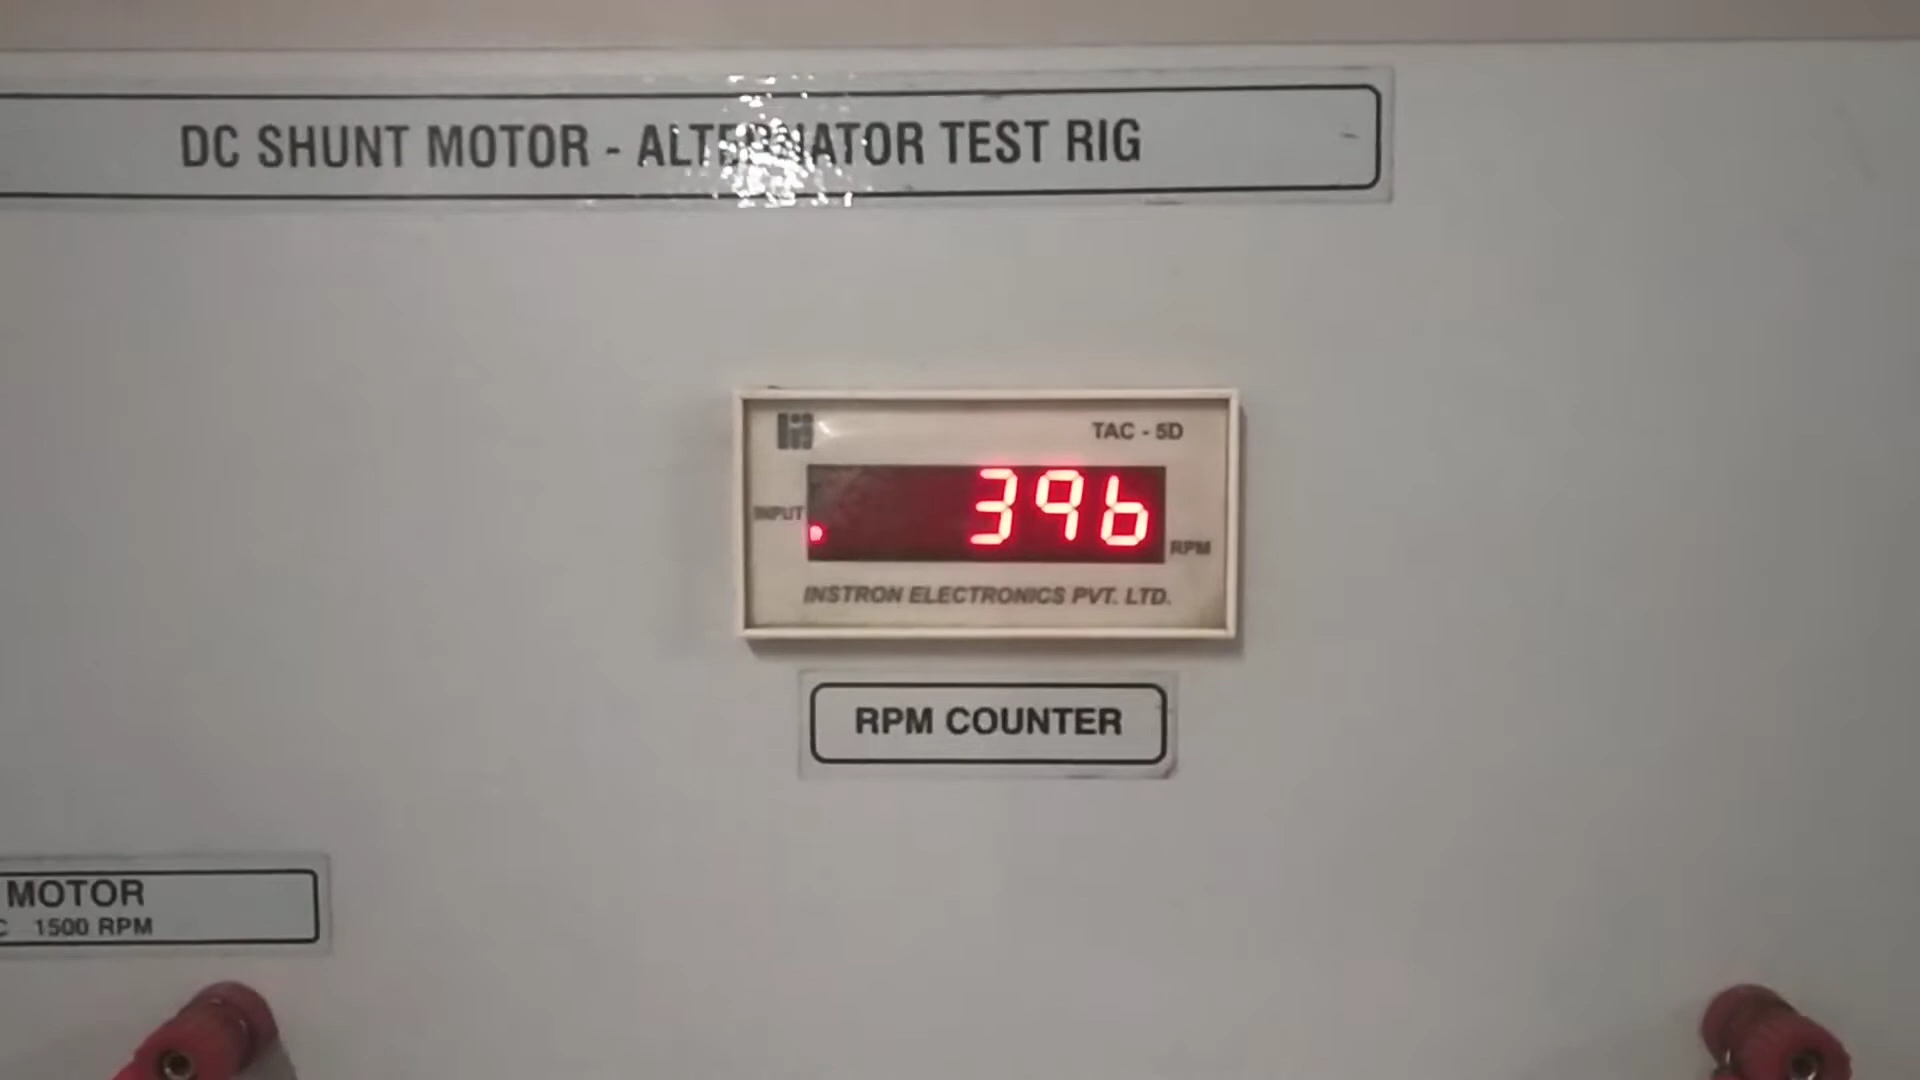 DC SHUNT MOTOR - ALTERNATOR TEST RIG
TAC - 5D
INPUT
396
RPM
INSTRON ELECTRONICS PVT. LTD.
RPM COUNTER
MOTOR
C 1500 RPM